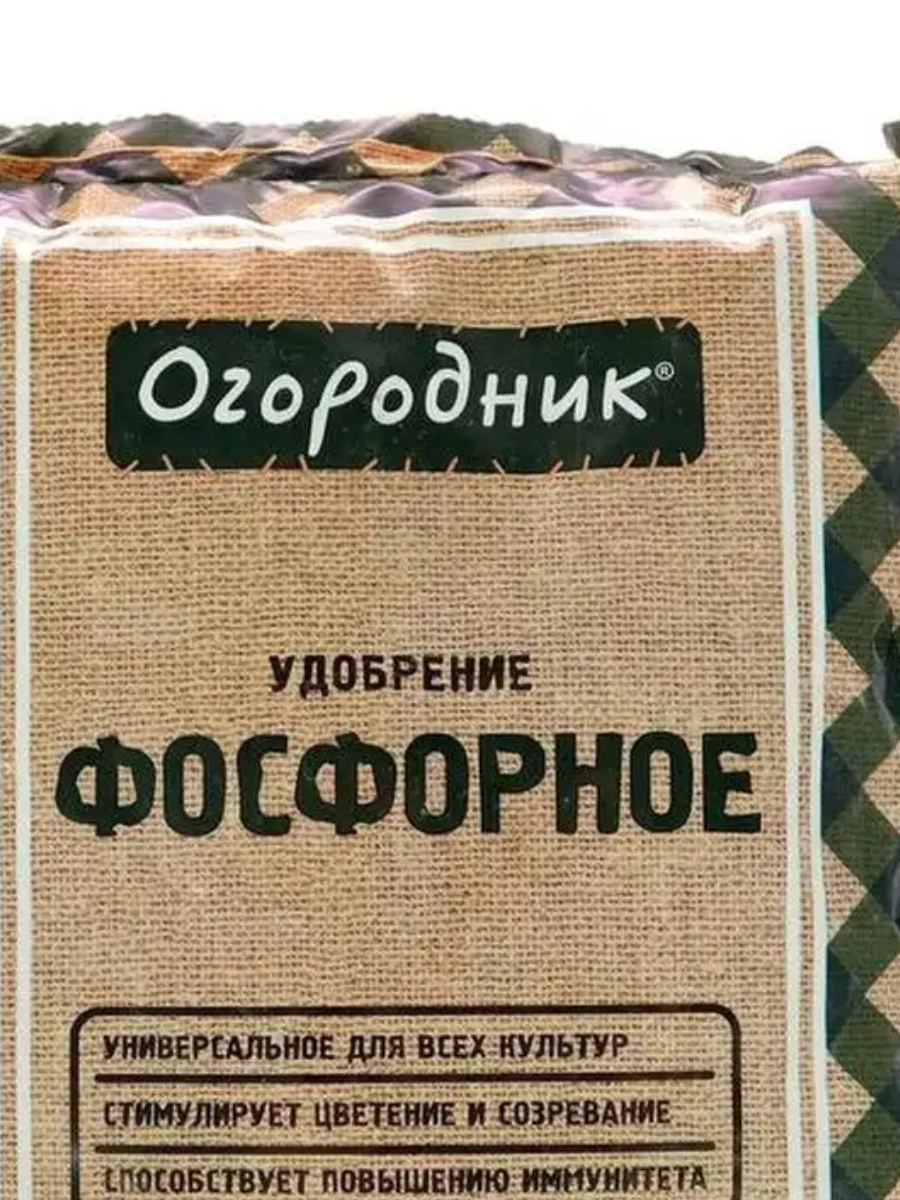 Огородник®
УДОБРЕНИЕ
ФОСФОРНОЕ
УНИВЕРСАЛЬНОЕ ДЛЯ ВСЕХ КУЛЬТУР
СТИМУЛИРУЕТ ЦВЕТЕНИЕ И СОЗРЕВАНИЕ
СПОСОБСТВУЕТ ПОВЫШЕНИЮ ИММУНИТЕТА